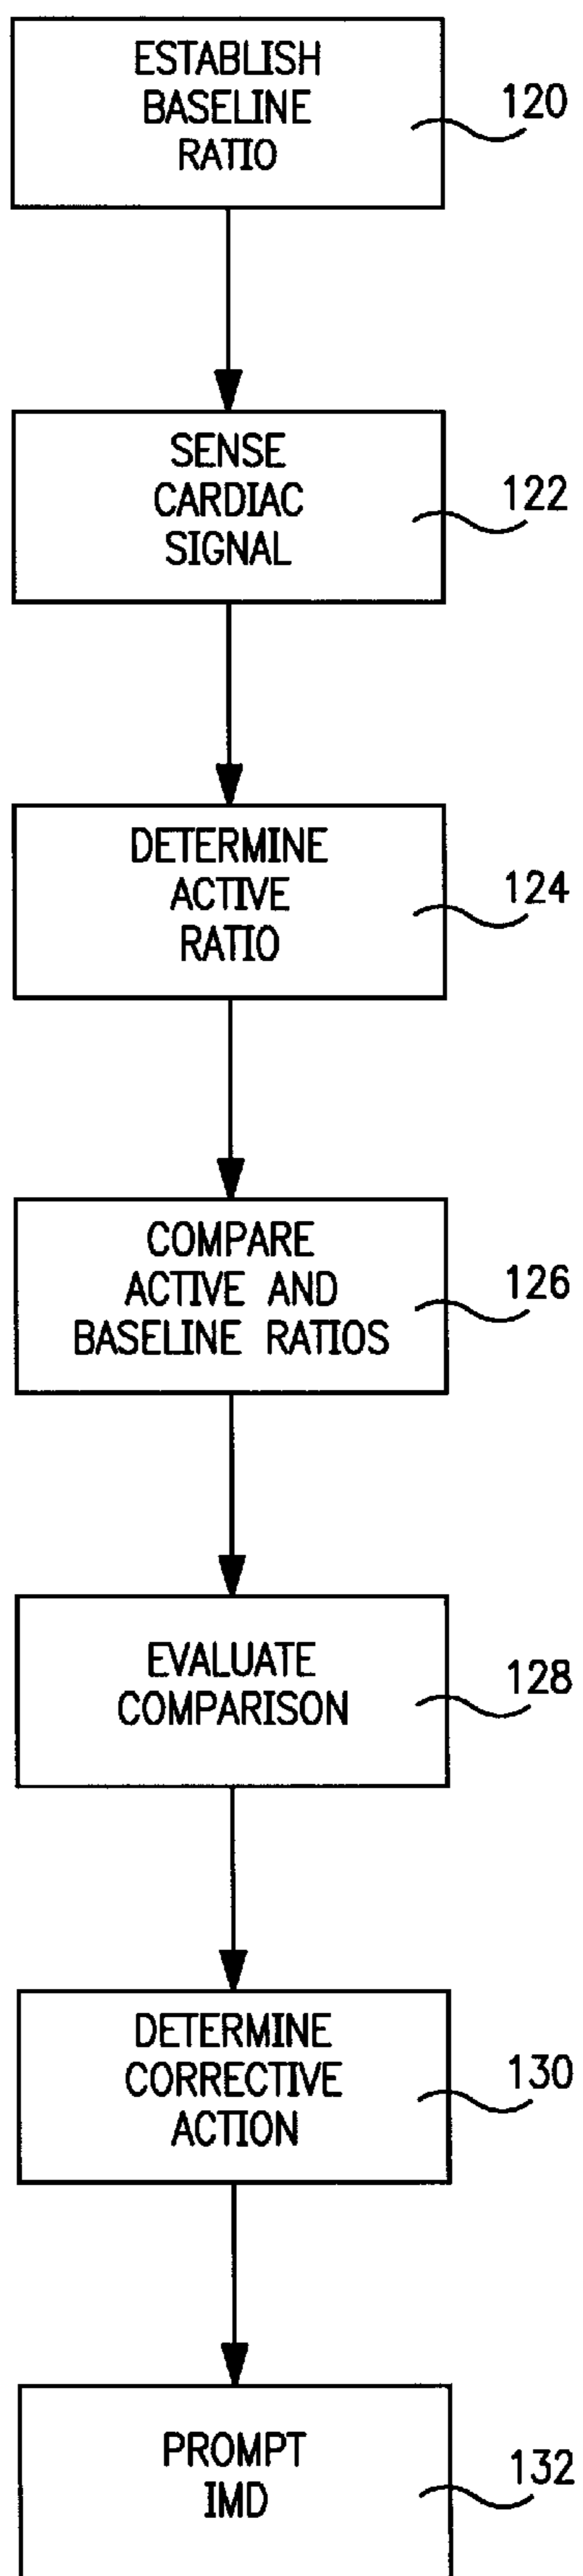 ESTABLISH
BASELINE
RATIO
120
SENSE
CARDIAC
SIGNAL
122
DETERMINE
ACTIVE
RATIO
124
COMPARE
ACTIVE AND
BASELINE RATIOS
126
EVALUATE
COMPARISON
128
DETERMINE
CORRECTIVE
ACTION
130
PROMPT
IMD
132